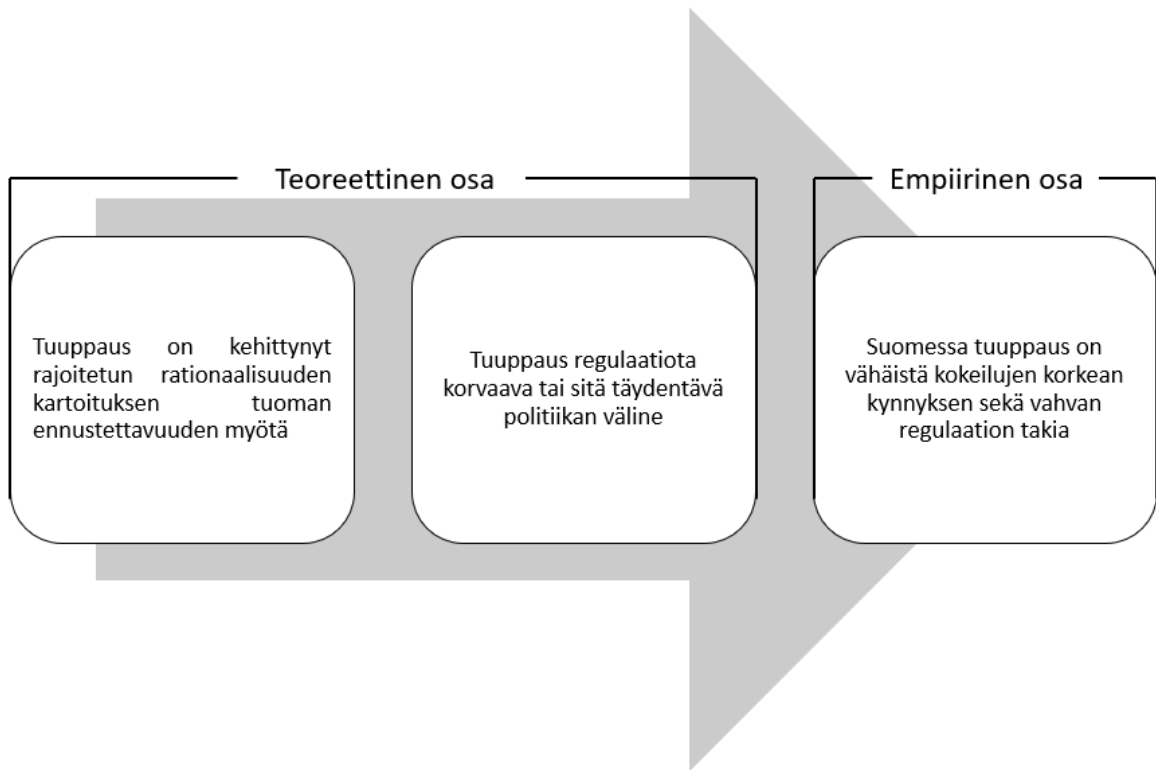 Teoreettinen osa
Empiirinen osa
Tuuppaus on kehittynyt
rajoitetun rationaalisuuden
kartoituksen tuoman
ennustettavuuden myötä
Tuuppaus regulaatiota
korvaava tai sitä täydentävä
politiikan väline
Suomessa tuuppaus on
vähäistä kokeilujen korkean
kynnyksen sekä vahvan
regulaation takia